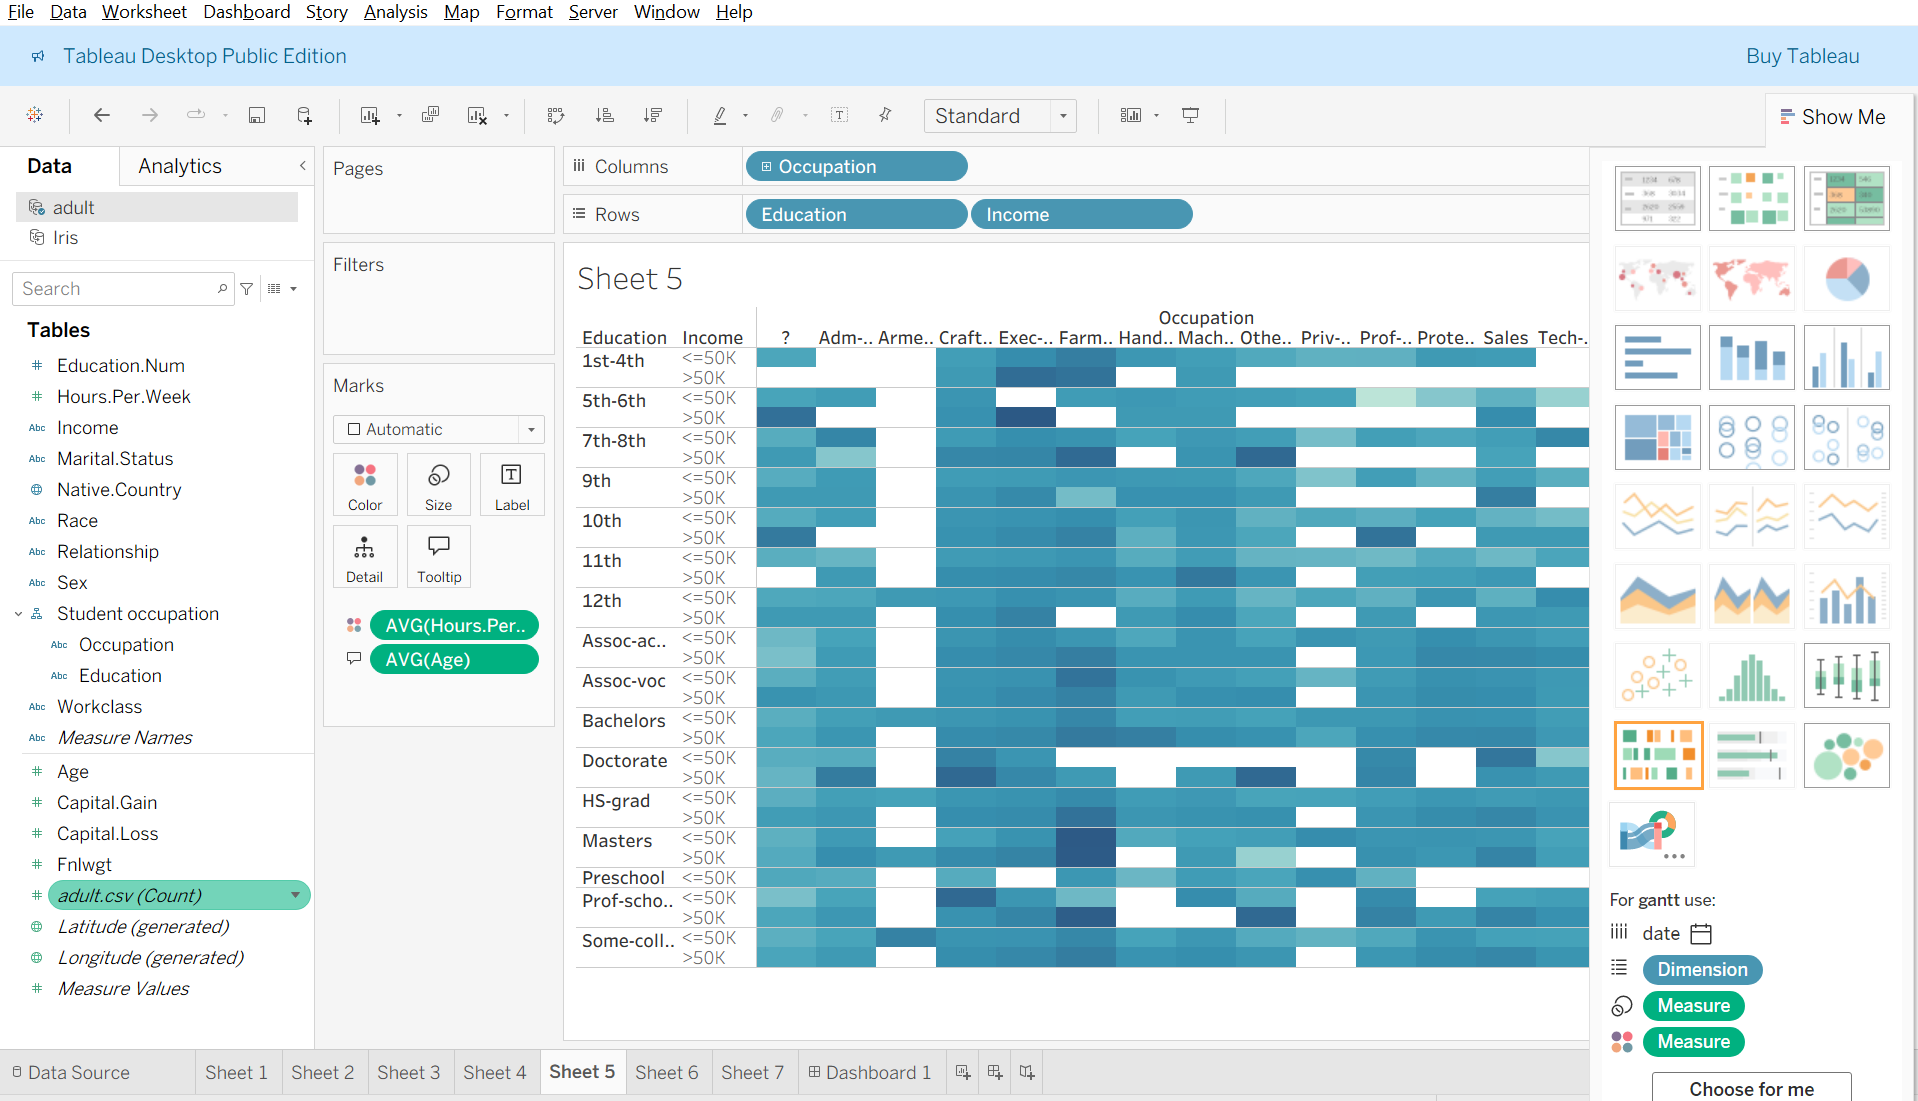 File Data Worksheet Dashboard Story Analysis Map Format Server Window Help
Tableau Desktop Public Edition Buy Tableau
Standard
Show Me
Data Analytics
adult
Iris
Search
Tables
Education.Num
Hours.Per.Week
Abc Income
Abc Marital.Status
Native.Country
Abc Race
Abc Relationship
Abc Sex
Student occupation
Abc Occupation
Abc Education
Abc Workclass
Abc Measure Names
Age
Capital.Gain
Capital.Loss
Fnlwgt
adult.csv (Count)
Latitude (generated)
Longitude (generated)
Measure Values
Pages
Filters
Marks
Automatic
Color Size Label
Detail Tooltip
AVG(Hours.Per..
AVG(Age)
Columns Occupation
Rows Education Income
Sheet 5
Occupation
Education Income ? Adm-.. Arme.. Craft.. Exec-.. Farm.. Hand.. Mach.. Othe.. Priv-.. Prof-.. Prote.. Sales Tech-.
1st-4th <=50K
>50K
5th-6th <=50K
>50K
7th-8th <=50K
>50K
9th <=50K
>50K
10th <=50K
>50K
11th <=50K
>50K
12th <=50K
>50K
Assoc-ac.. <=50K
>50K
Assoc-voc <=50K
>50K
Bachelors <=50K
>50K
Doctorate <=50K
>50K
HS-grad <=50K
>50K
Masters <=50K
>50K
Preschool <=50K
Prof-scho.. <=50K
>50K
Some-coll.. <=50K
>50K
For gantt use:
date
Dimension
Measure
Measure
Choose for me
Data Source Sheet 1 Sheet 2 Sheet 3 Sheet 4 Sheet 5 Sheet 6 Sheet 7 Dashboard 1